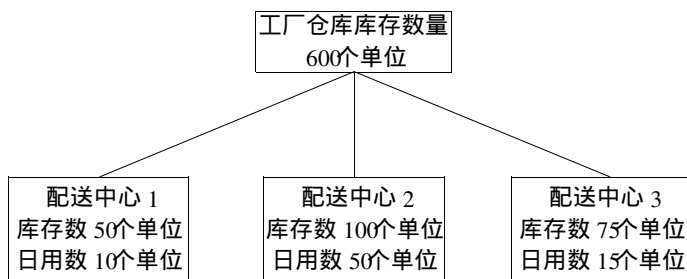 工厂仓库库存数量
600个单位
配送中心 1
库存数 50个单位
日用数 10个单位
配送中心 2
库存数 100个单位
日用数 50个单位
配送中心 3
库存数 75个单位
日用数 15个单位